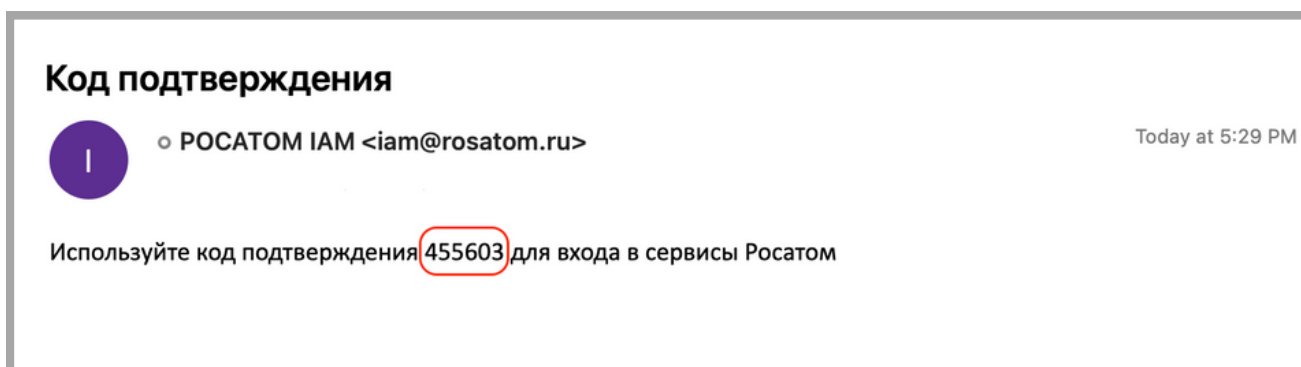 Код подтверждения
I
РОСАТОМ IAM <iam@rosatom.ru>
Today at 5:29 PM
Используйте код подтверждения 455603 для входа в сервисы Росатом